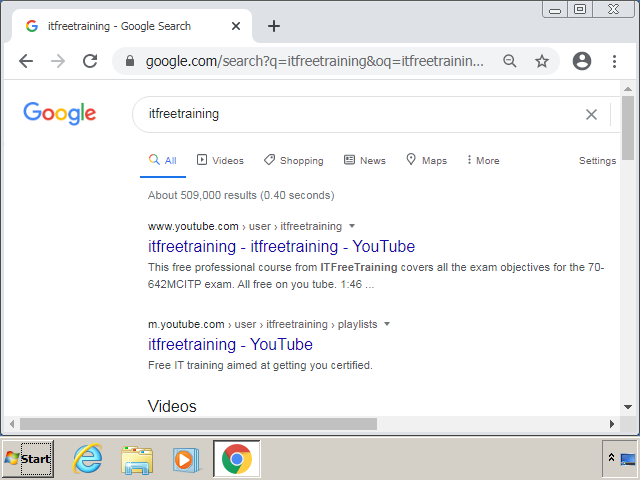 itfreetraining - Google Search
google.com/search?q=itfreetraining&oq=itfreetrainin...
Google
itfreetraining
All Videos Shopping News Maps More Settings
About 509,000 results (0.40 seconds)
www.youtube.com › user › itfreetraining
itfreetraining - itfreetraining - YouTube
This free professional course from ITFreeTraining covers all the exam objectives for the 70-
642MCITP exam. All free on you tube. 1:46 ...
m.youtube.com › user › itfreetraining › playlists
itfreetraining - YouTube
Free IT training aimed at getting you certified.
Videos
Start